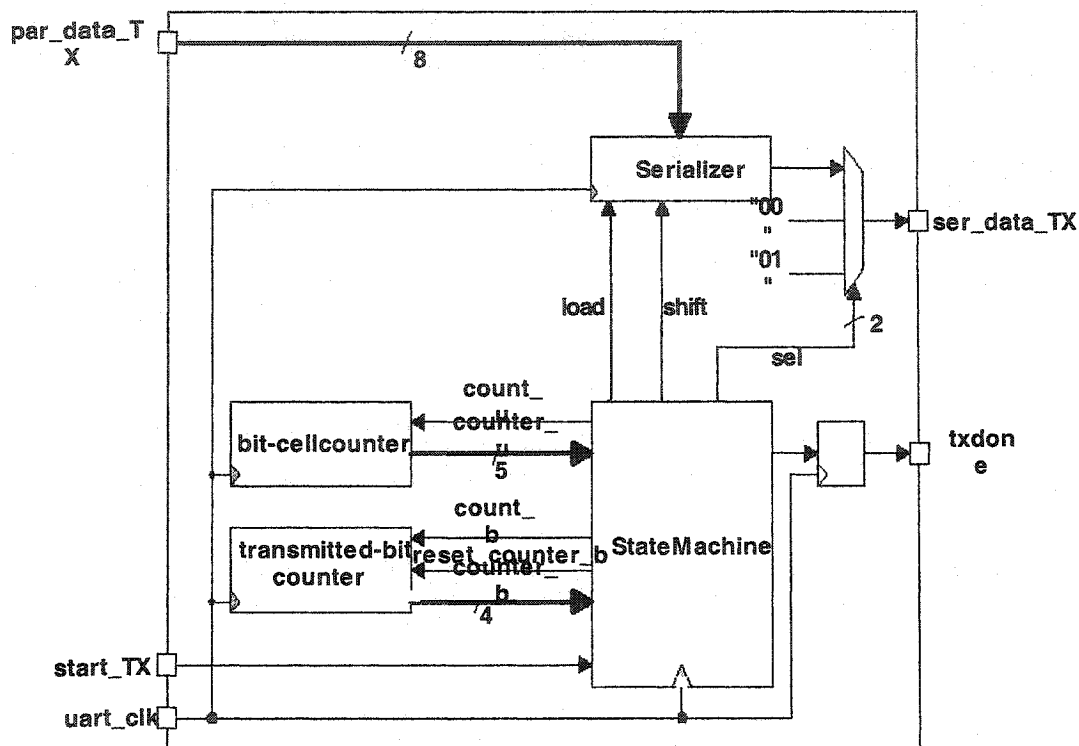 par_data_T
X
8
Serializer
"00
"
"01
"
ser_data_TX
load
shift
2
sel
count_
u
counter_
u
bit-cellcounter
5
txdon
e
count_
b
transmitted-bit
counter
reset_counter_b
counter_
b
StateMachine
4
start_TX
uart_clk